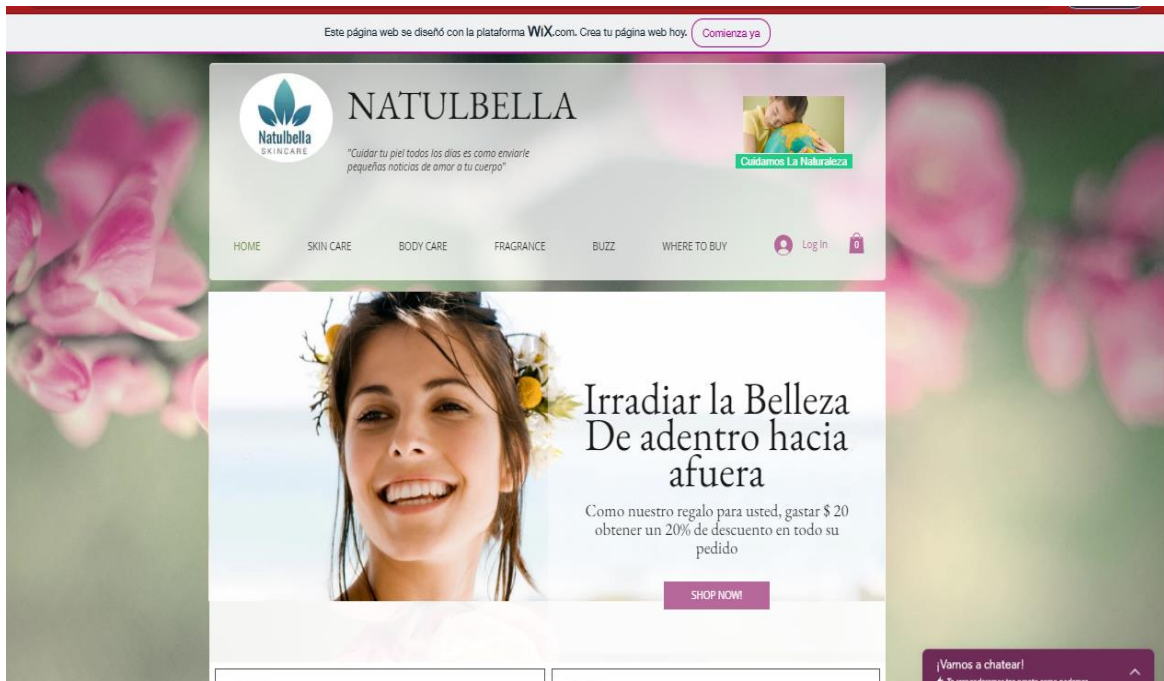 Este página web se diseñó con la plataforma WiX.com. Crea tu página web hoy. Comienza ya
Natulbella
SKINCARE
NATULBELLA
"Cuidar tu piel todos los días es como enviarle
pequeñas noticias de amor a tu cuerpo"
Cuidamos La Naturaleza
HOME SKIN CARE BODY CARE FRAGRANCE BUZZ WHERE TO BUY Log In 0
Irradiar la Belleza
De adentro hacia
afuera
Como nuestro regalo para usted, gastar $ 20
obtener un 20% de descuento en todo su
pedido
SHOP NOW!
¡Vamos a chatear!